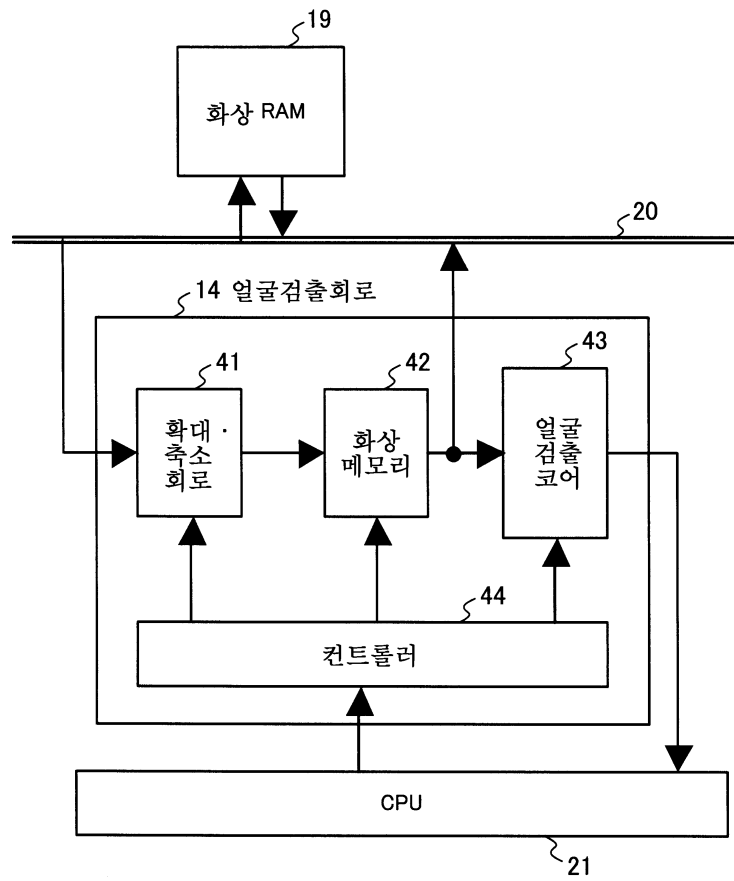 19
화상 RAM
20
14 얼굴검출회로
41
확대 ·
축소
회로
42
화상
메모리
43
얼굴
검출
코어
44
컨트롤러
CPU
21